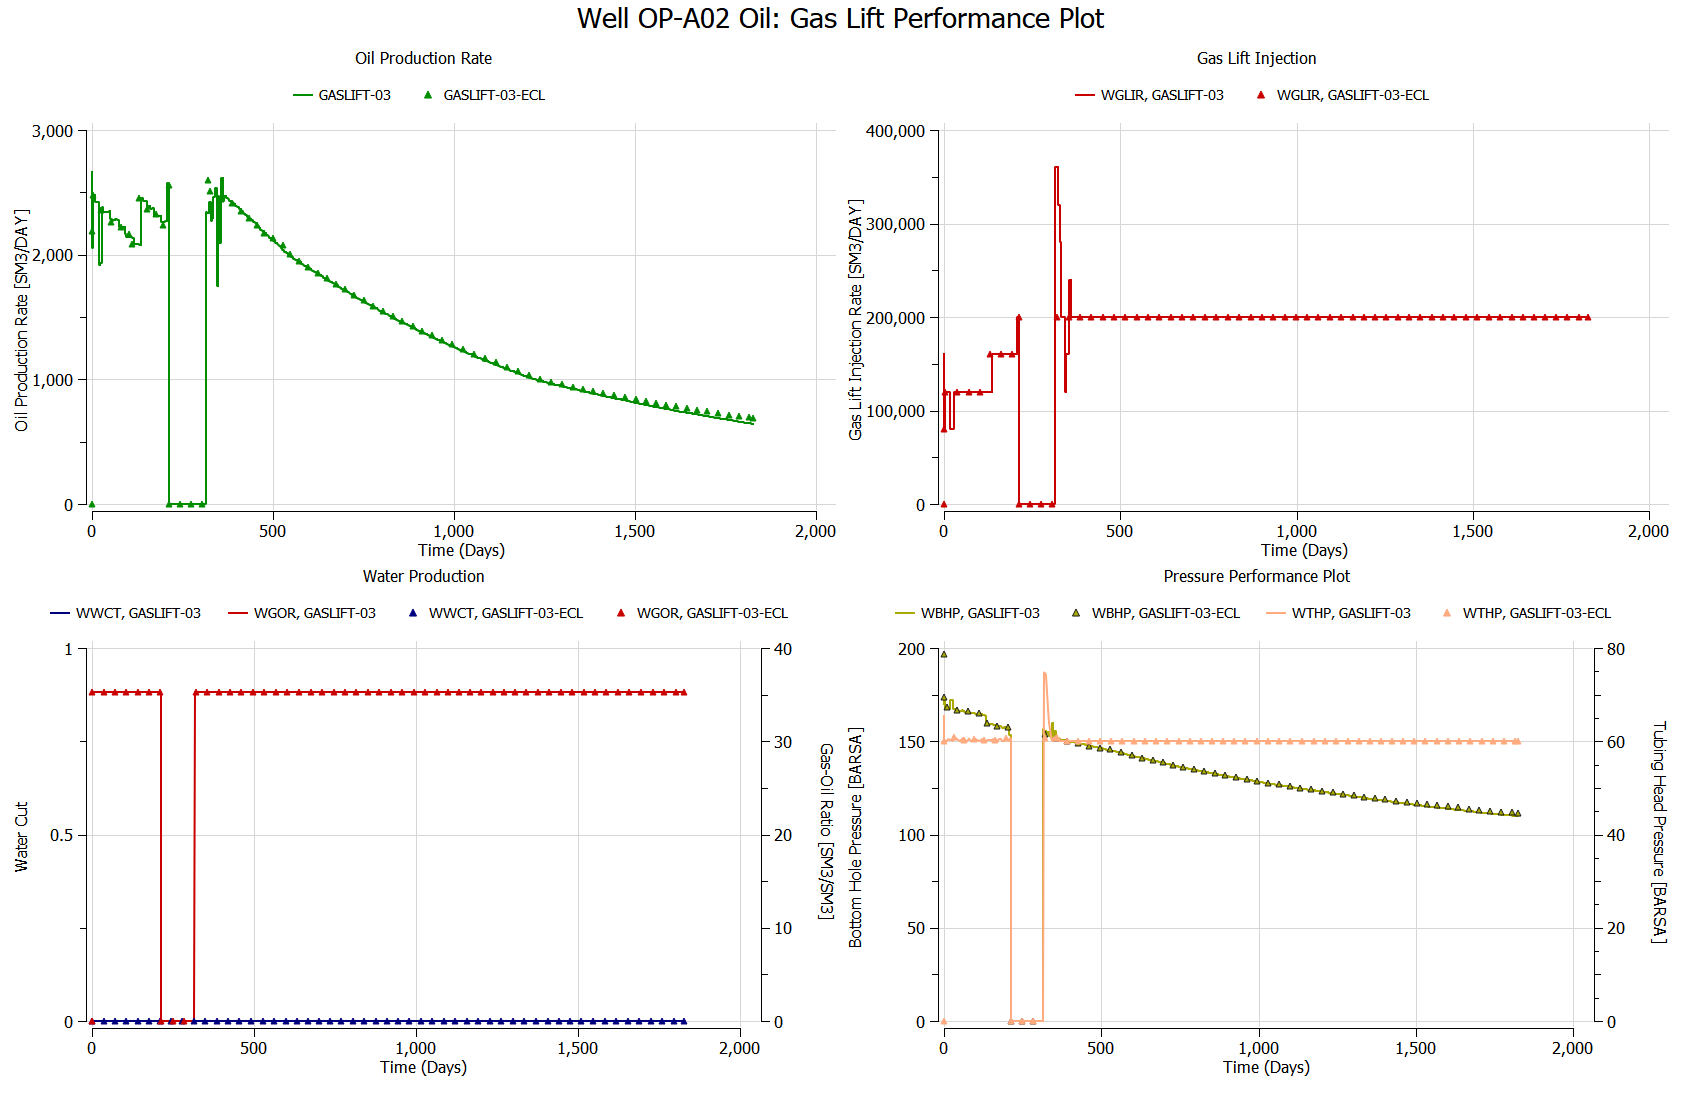 Well OP-A02 Oil: Gas Lift Performance Plot
Oil Production Rate
GASLIFT-03
GASLIFT-03-ECL
Oil Production Rate [SM3/DAY]
3,000
2,000
1,000
0
0
500
1,000
1,500
2,000
Time (Days)
Gas Lift Injection
WGLIR, GASLIFT-03
WGLIR, GASLIFT-03-ECL
Gas Lift Injection Rate [SM3/DAY]
400,000
300,000
200,000
100,000
0
0
500
1,000
1,500
2,000
Time (Days)
Water Production
WWCT, GASLIFT-03
WGOR, GASLIFT-03
WWCT, GASLIFT-03-ECL
WGOR, GASLIFT-03-ECL
Water Cut
1
0.5
0
40
30
20
10
0
Gas-Oil Ratio [SM3/SM3]
0
500
1,000
1,500
2,000
Time (Days)
Pressure Performance Plot
WBHP, GASLIFT-03
WBHP, GASLIFT-03-ECL
WTHP, GASLIFT-03
WTHP, GASLIFT-03-ECL
Bottom Hole Pressure [BARSA]
200
150
100
50
0
80
60
40
20
0
Tubing Head Pressure [BARSA]
0
500
1,000
1,500
2,000
Time (Days)